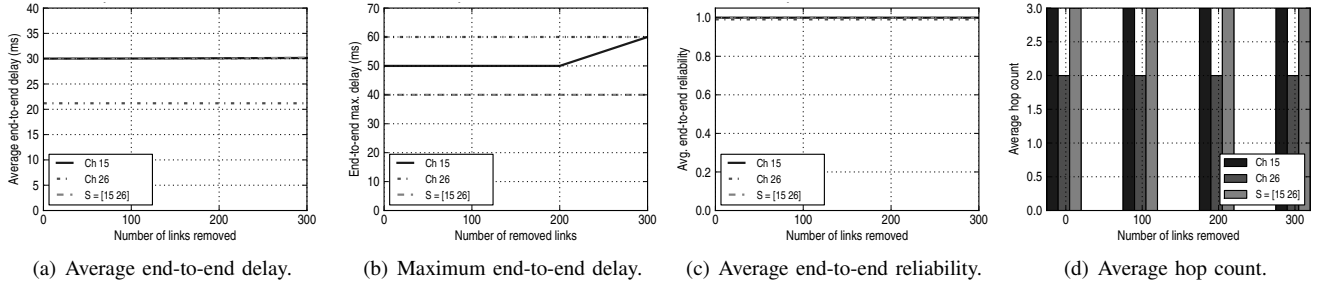 40
35
30
25
20
15
10
5
0
Average end-to-end delay (ms)
Ch 15
Ch 26
S = [15 26]
0 100 200 300
Number of links removed
(a) Average end-to-end delay.
70
60
50
40
30
20
10
0
End-to-end max. delay (ms)
Ch 15
Ch 26
S = [15 26]
0 100 200 300
Number of removed links
(b) Maximum end-to-end delay.
1.0
0.8
0.6
0.4
0.2
0.0
Avg. end-to-end reliability
Ch 15
Ch 26
S = [15 26]
0 100 200 300
Number of links removed
(c) Average end-to-end reliability.
3.0
2.5
2.0
1.5
1.0
0.5
0.0
Average hop count
Ch 15
Ch 26
S = [15 26]
0 100 200 300
Number of links removed
(d) Average hop count.